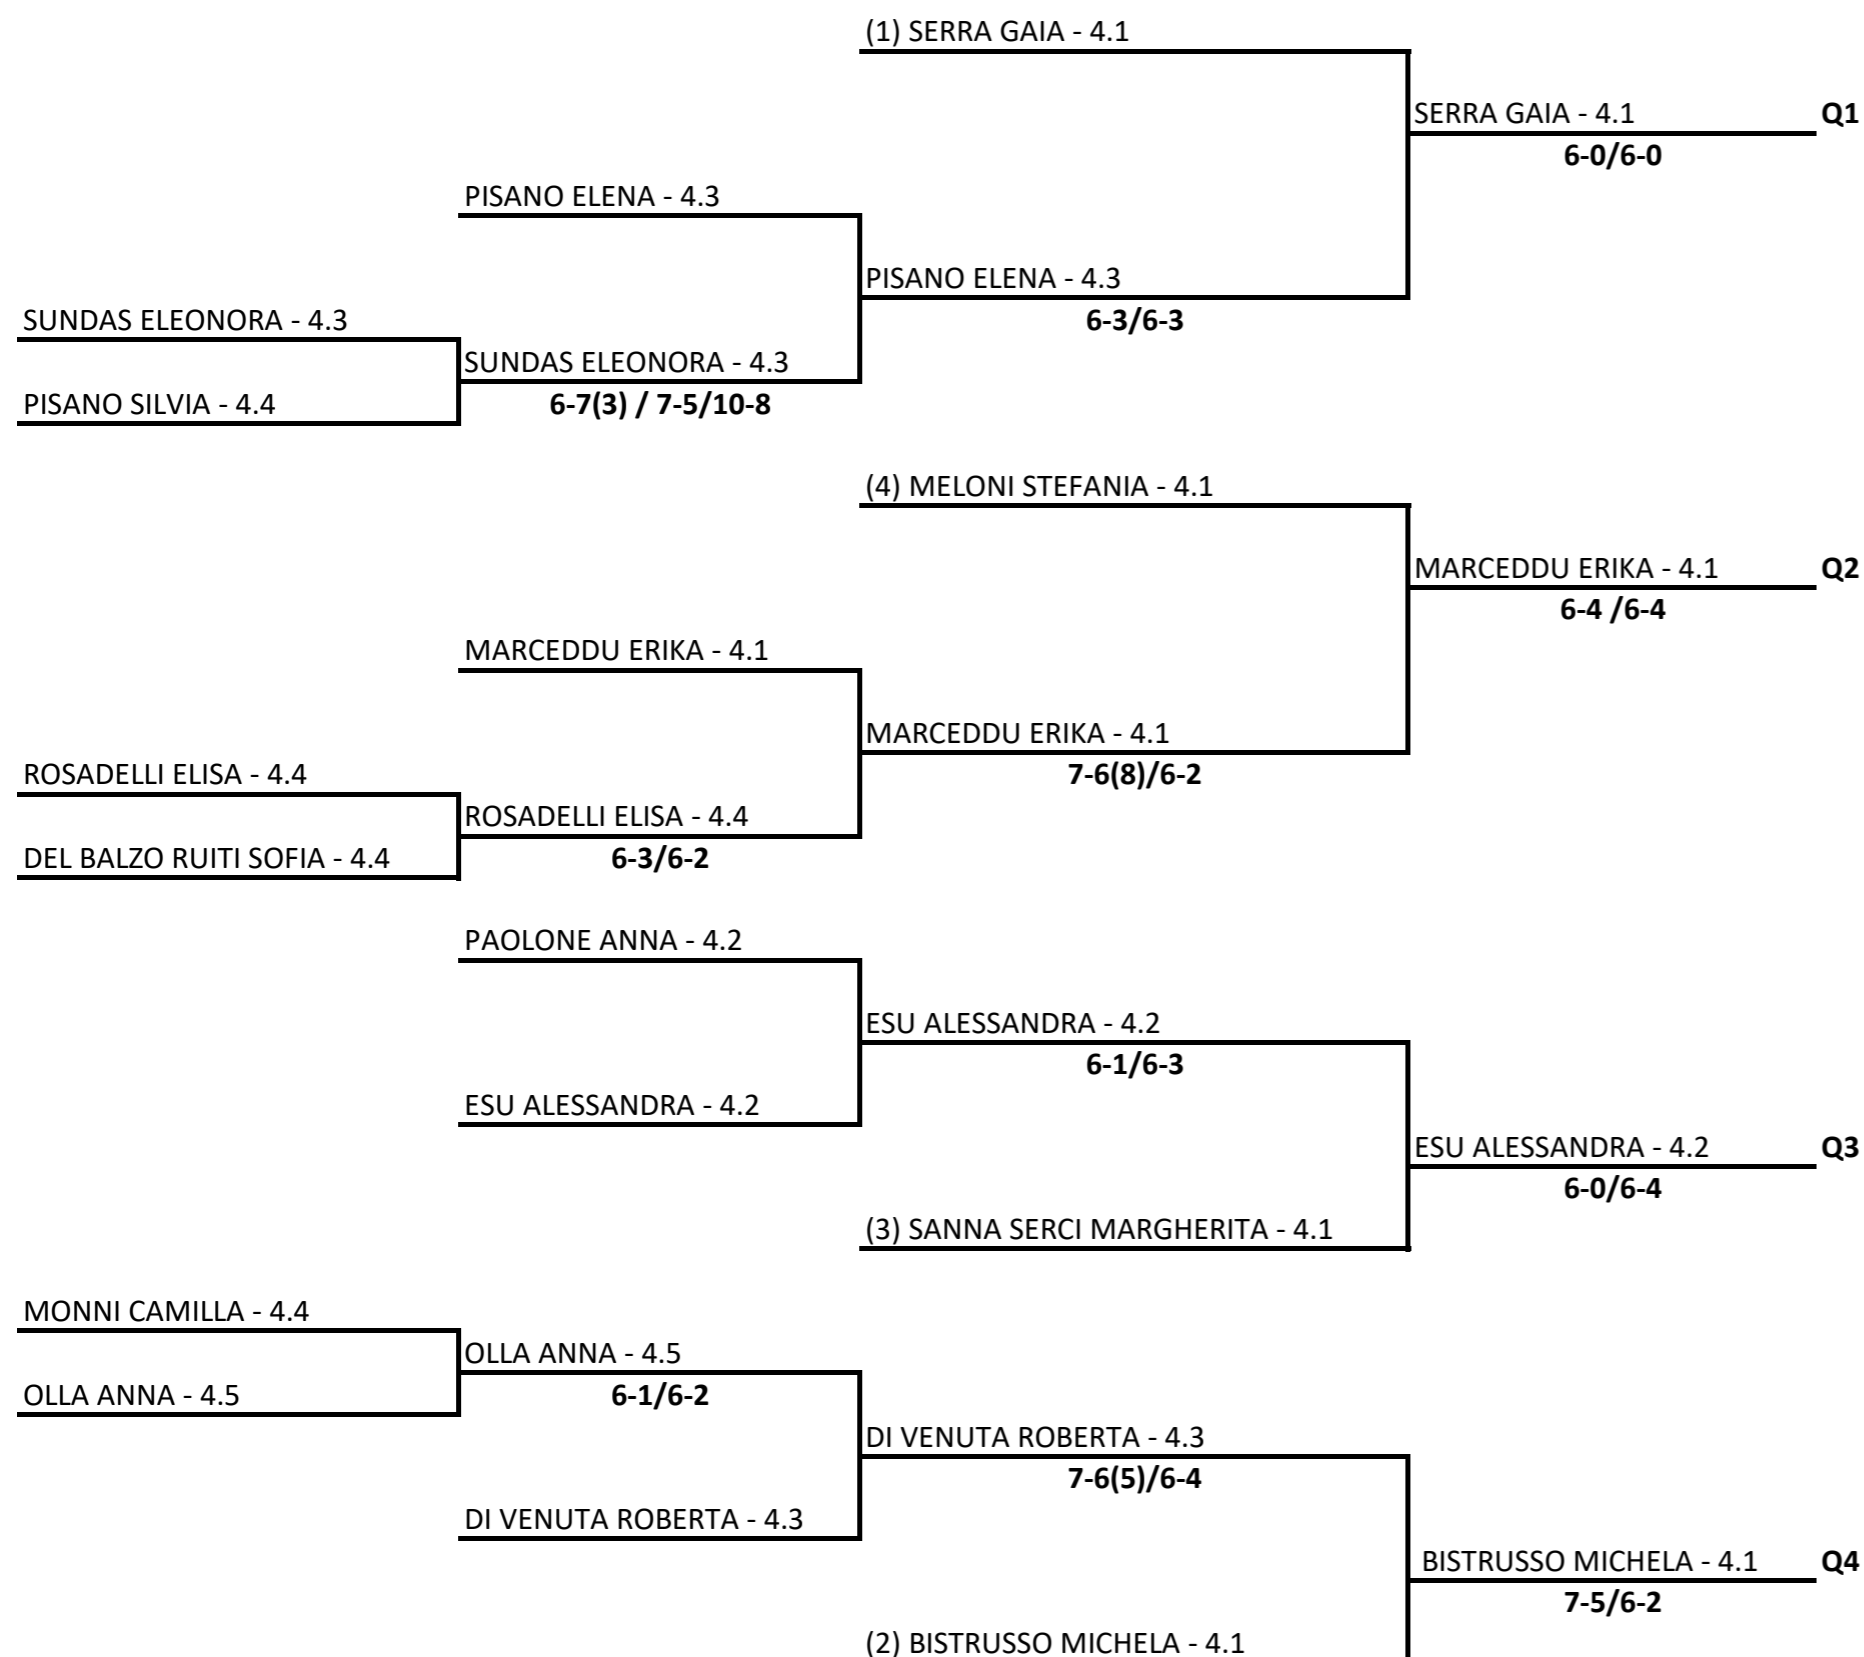 (1) SERRA GAIA - 4.1
SERRA GAIA - 4.1 Q1
6-0/6-0
PISANO ELENA - 4.3
PISANO ELENA - 4.3
6-3/6-3
SUNDAS ELEONORA - 4.3
SUNDAS ELEONORA - 4.3
6-7(3) / 7-5/10-8
PISANO SILVIA - 4.4
(4) MELONI STEFANIA - 4.1
MARCEDDU ERIKA - 4.1 Q2
6-4 /6-4
MARCEDDU ERIKA - 4.1
MARCEDDU ERIKA - 4.1
7-6(8)/6-2
ROSADELLI ELISA - 4.4
ROSADELLI ELISA - 4.4
6-3/6-2
DEL BALZO RUITI SOFIA - 4.4
PAOLONE ANNA - 4.2
ESU ALESSANDRA - 4.2
6-1/6-3
ESU ALESSANDRA - 4.2
ESU ALESSANDRA - 4.2 Q3
6-0/6-4
(3) SANNA SERCI MARGHERITA - 4.1
MONNI CAMILLA - 4.4
OLLA ANNA - 4.5
6-1/6-2
OLLA ANNA - 4.5
DI VENUTA ROBERTA - 4.3
7-6(5)/6-4
DI VENUTA ROBERTA - 4.3
BISTRUSSO MICHELA - 4.1 Q4
7-5/6-2
(2) BISTRUSSO MICHELA - 4.1